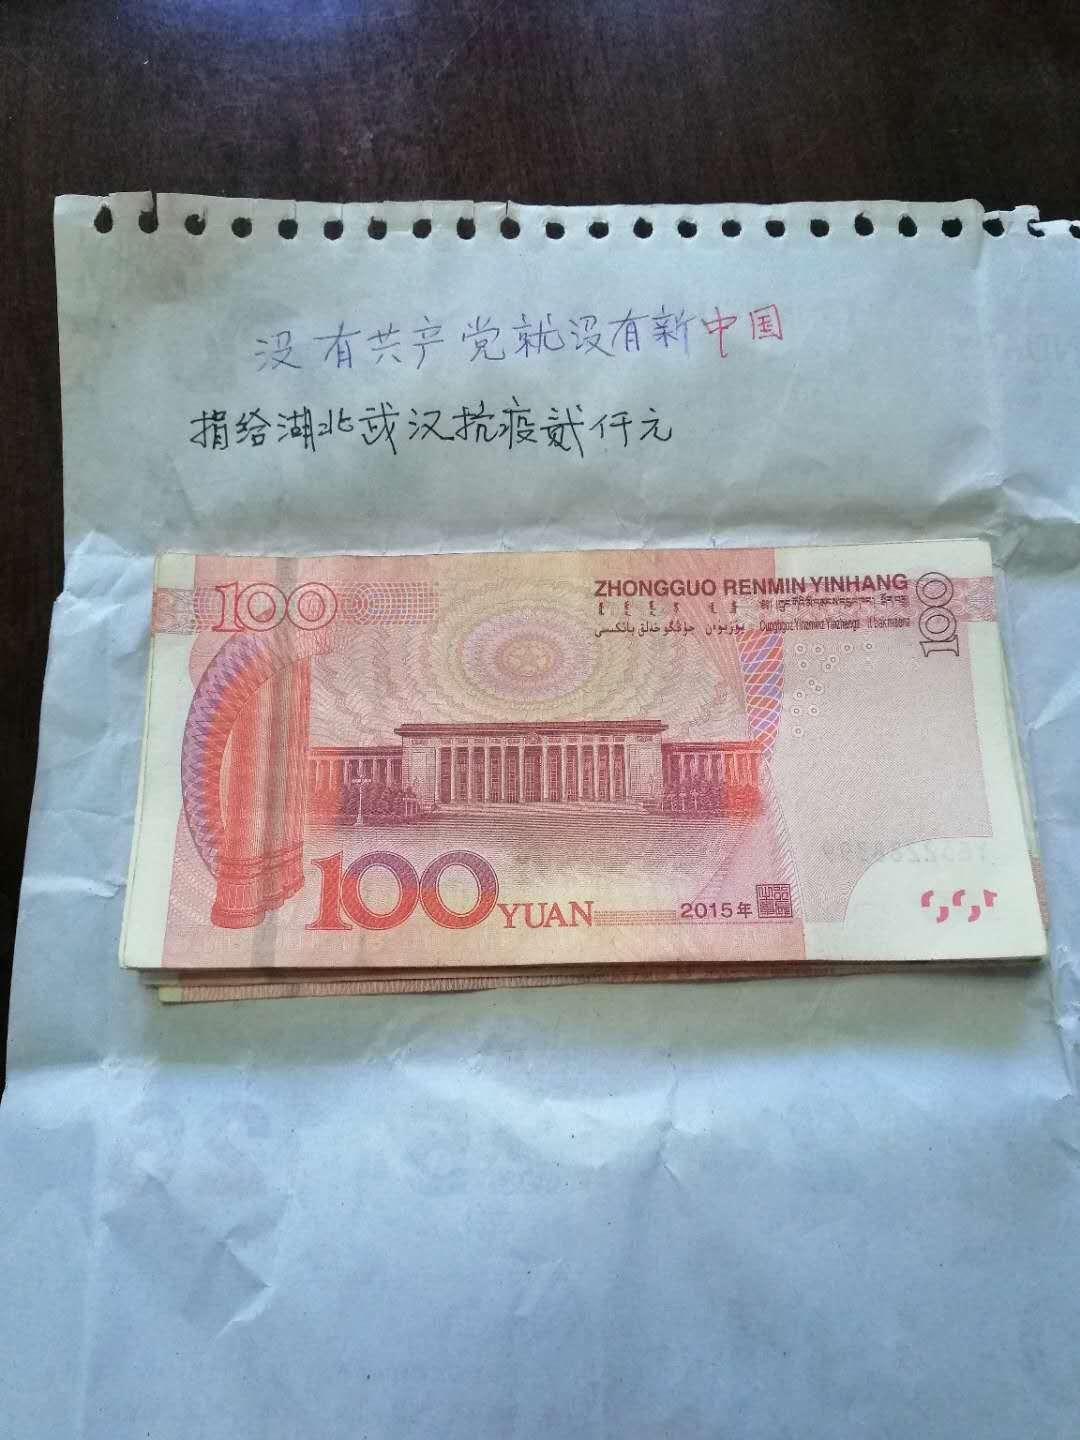 没有共产党就没有新中国
捐给湖北武汉抗疫贰仟元
100
ZHONGGUO RENMIN YINHANG
100
100 YUAN
2015年